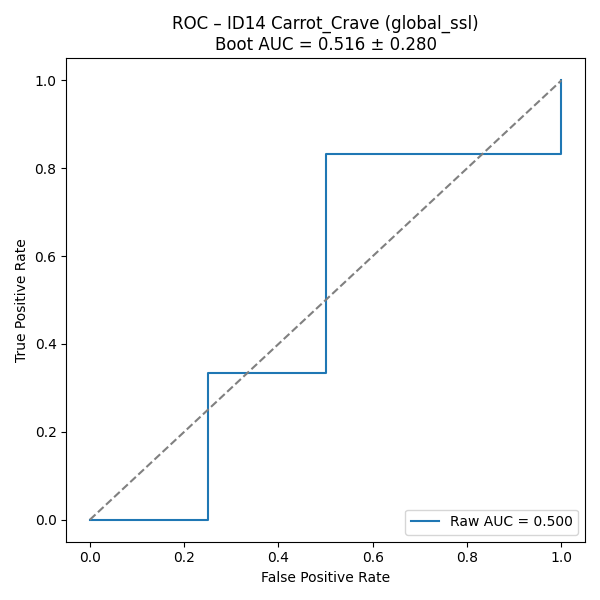 ROC – ID14 Carrot_Crave (global_ssl)
Boot AUC = 0.516 ± 0.280
True Positive Rate
1.0
0.8
0.6
0.4
0.2
0.0
Raw AUC = 0.500
0.0 0.2 0.4 0.6 0.8 1.0
False Positive Rate